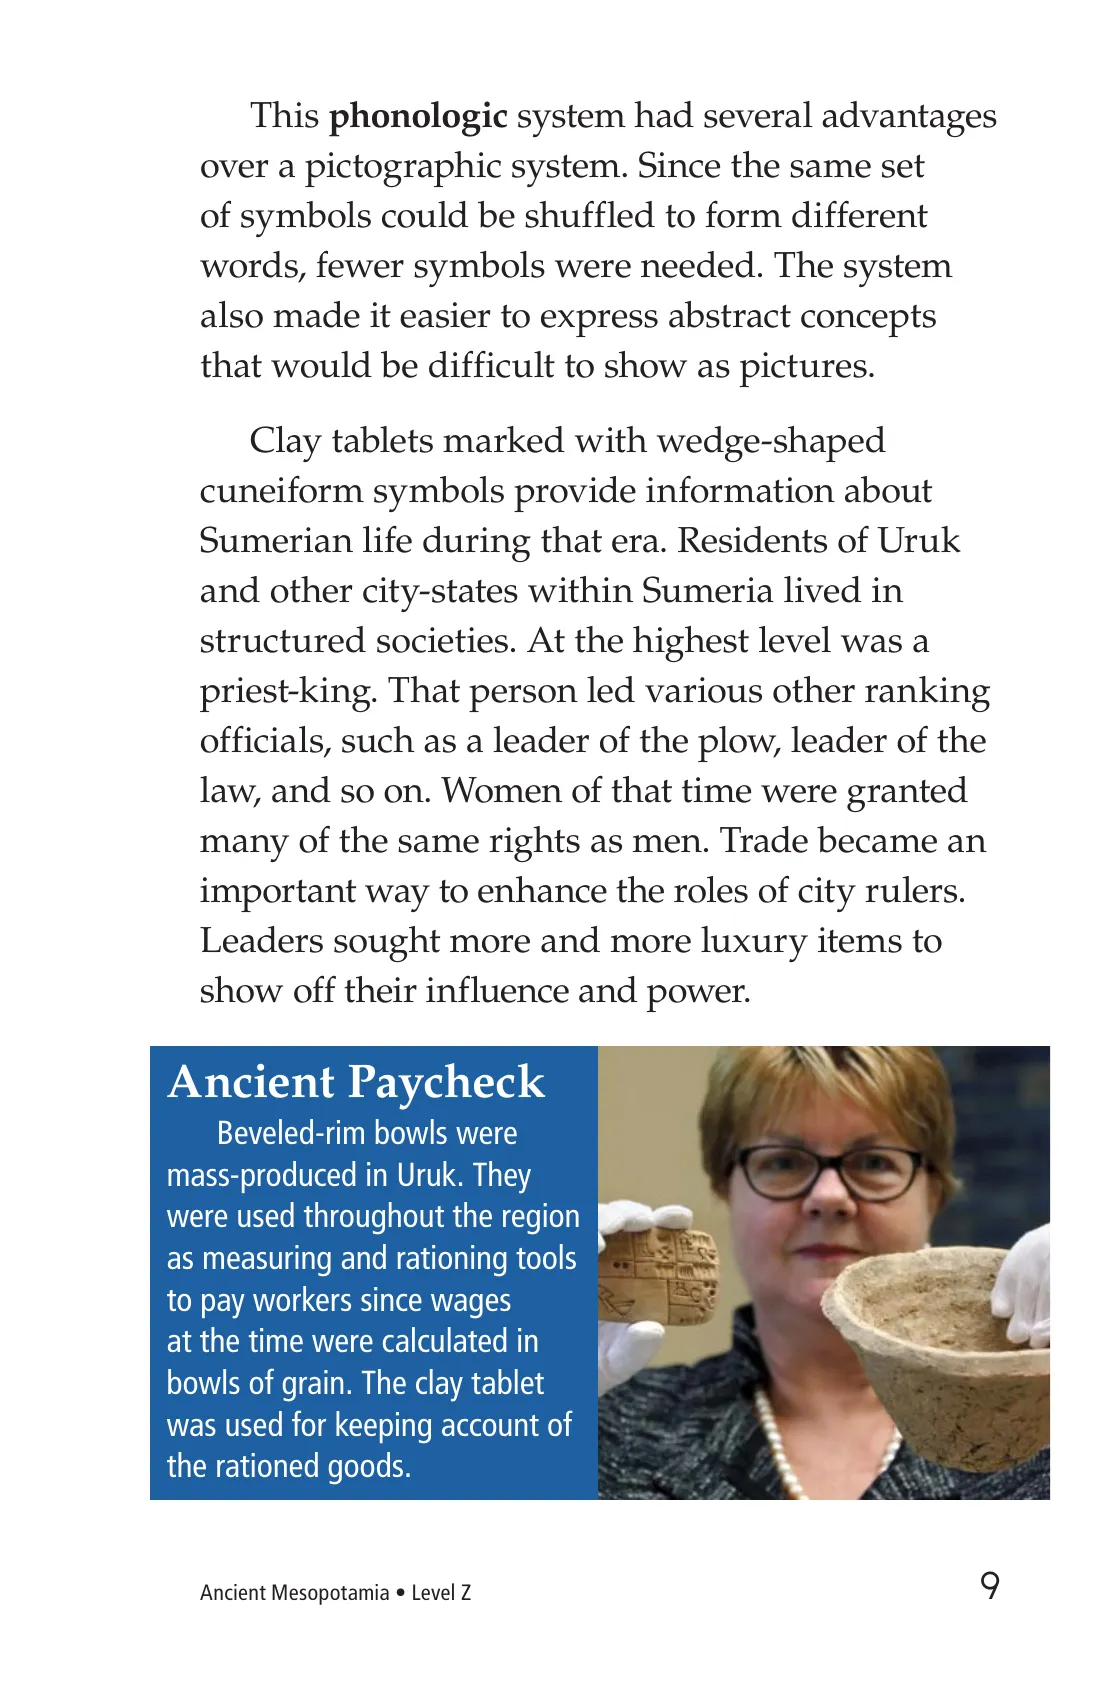 This phonologic system had several advantages
over a pictographic system. Since the same set
of symbols could be shuffled to form different
words, fewer symbols were needed. The system
also made it easier to express abstract concepts
that would be difficult to show as pictures.
Clay tablets marked with wedge-shaped
cuneiform symbols provide information about
Sumerian life during that era. Residents of Uruk
and other city-states within Sumeria lived in
structured societies. At the highest level was a
priest-king. That person led various other ranking
officials, such as a leader of the plow, leader of the
law, and so on. Women of that time were granted
many of the same rights as men. Trade became an
important way to enhance the roles of city rulers.
Leaders sought more and more luxury items to
show off their influence and power.
Ancient Paycheck
Beveled-rim bowls were
mass-produced in Uruk. They
were used throughout the region
as measuring and rationing tools
to pay workers since wages
at the time were calculated in
bowls of grain. The clay tablet
was used for keeping account of
the rationed goods.
Ancient Mesopotamia • Level Z
9